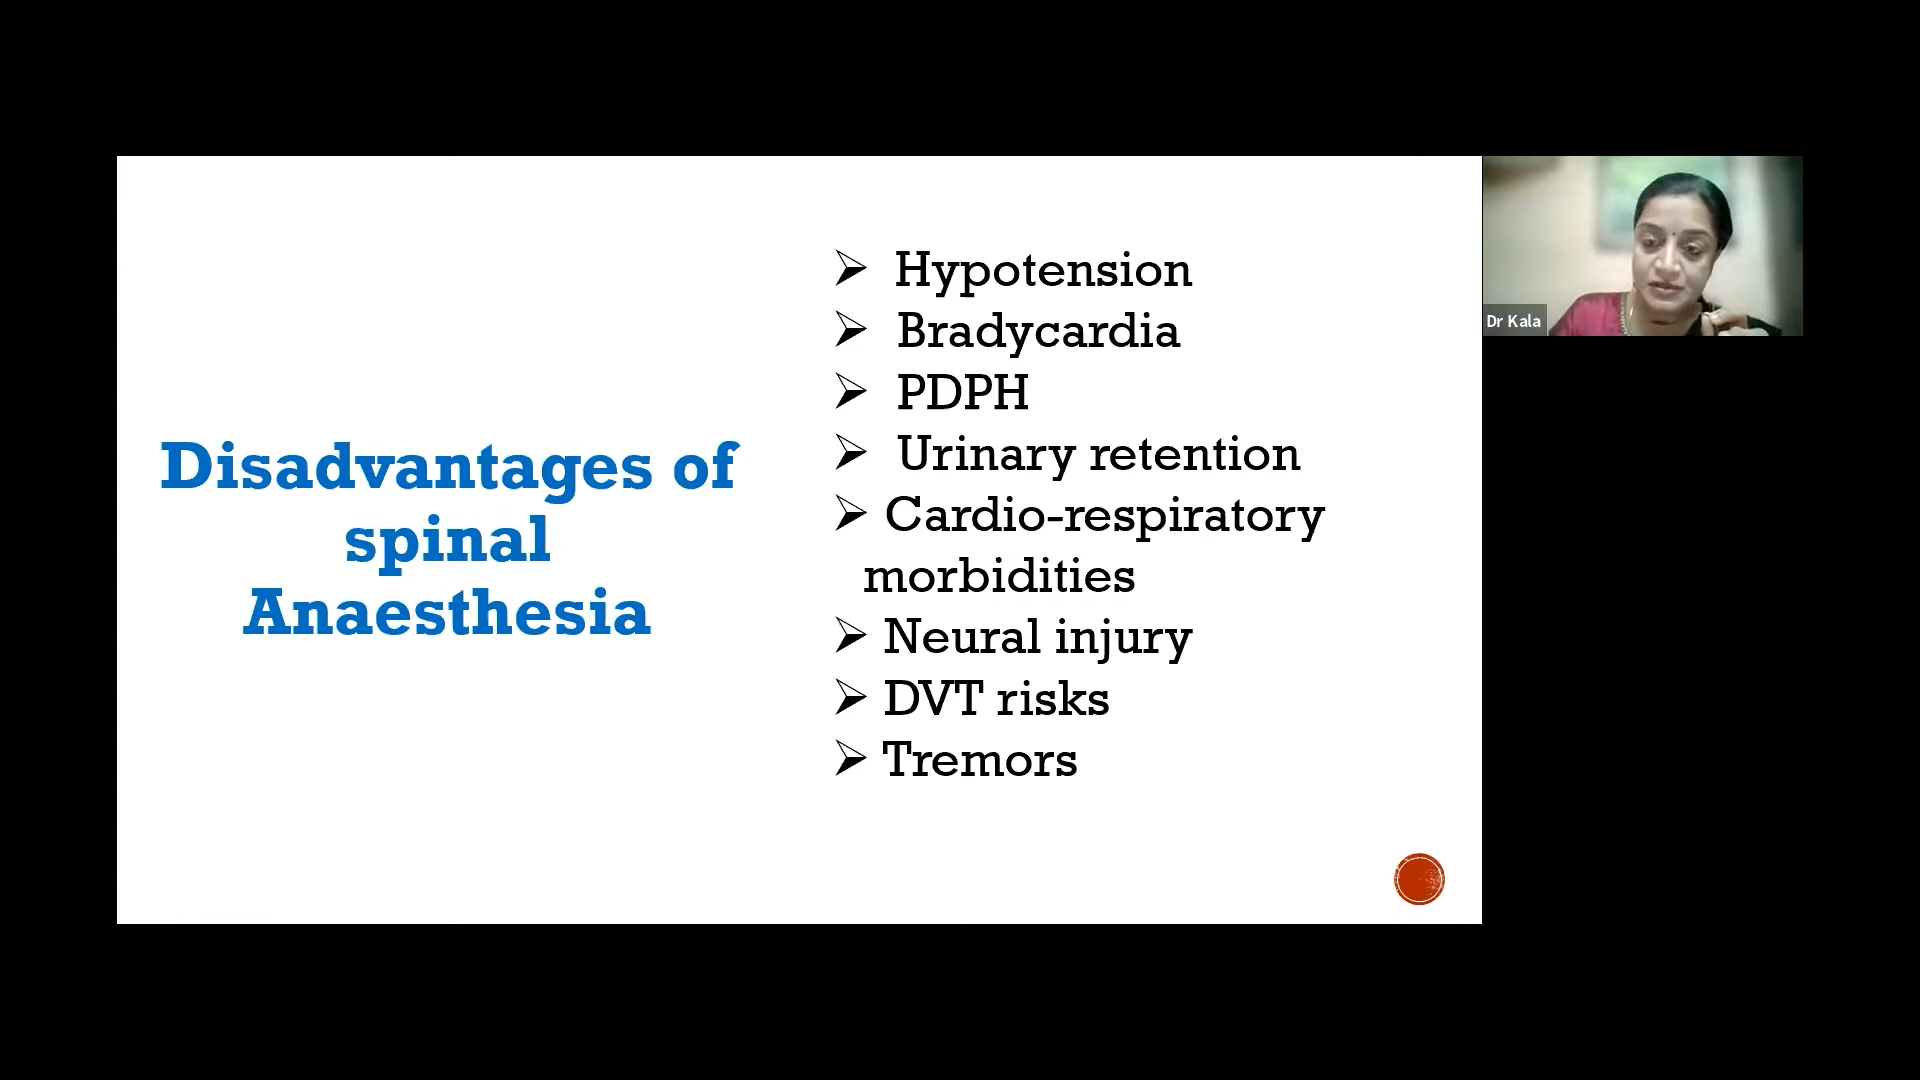 Disadvantages of
spinal
Anaesthesia
➢ Hypotension
➢ Bradycardia
➢ PDPH
➢ Urinary retention
➢ Cardio-respiratory
morbidities
➢ Neural injury
➢ DVT risks
➢ Tremors
Dr Kala